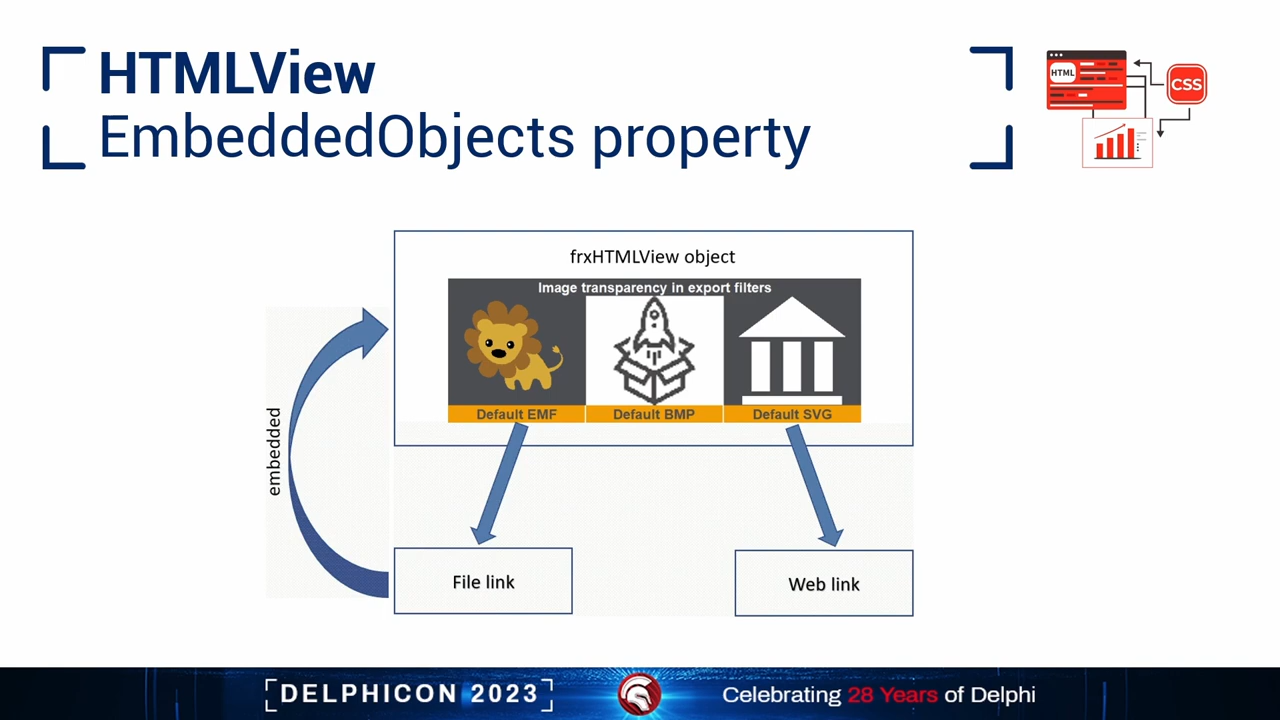 HTMLView
EmbeddedObjects property
HTML
CSS
frxHTMLView object
Image transparency in export filters
Default EMF
Default BMP
Default SVG
embedded
File link
Web link
DELPHICON 2023
Celebrating 28 Years of Delphi